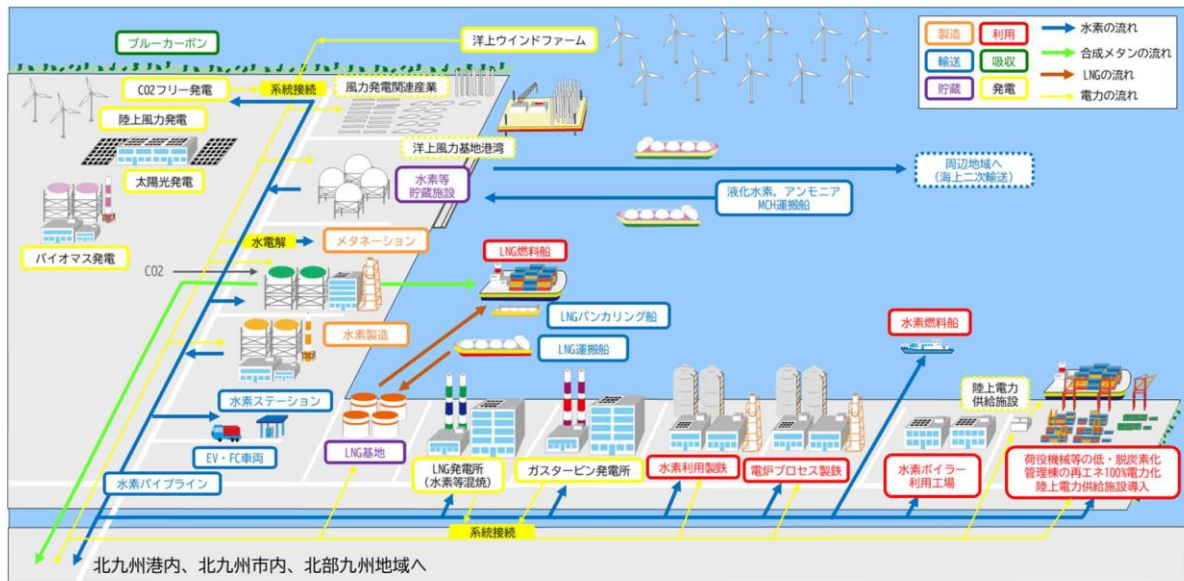 ブルーカーボン
洋上ウインドファーム
製造
利用
輸送
吸収
貯蔵
発電
水素の流れ
合成メタンの流れ
LNGの流れ
電力の流れ
CO2フリー発電
系統接続
風力発電関連産業
陸上風力発電
洋上風力基地港湾
太陽光発電
水素等
貯蔵施設
周辺地域へ
(海上二次輸送)
液化水素、アンモニア
MCH運搬船
バイオマス発電
水電解
メタネーション
LNG燃料船
CO2
LNGバンカリング船
水素製造
LNG運搬船
水素燃料船
水素ステーション
陸上電力
供給施設
EV・FC車両
LNG基地
LNG発電所
(水素等混焼)
ガスタービン発電所
水素利用製鉄
電炉プロセス製鉄
水素ボイラー
利用工場
荷役機械等の低・脱炭素化
管理棟の再エネ100%電力化
陸上電力供給施設導入
水素パイプライン
系統接続
北九州港内、北九州市内、北部九州地域へ